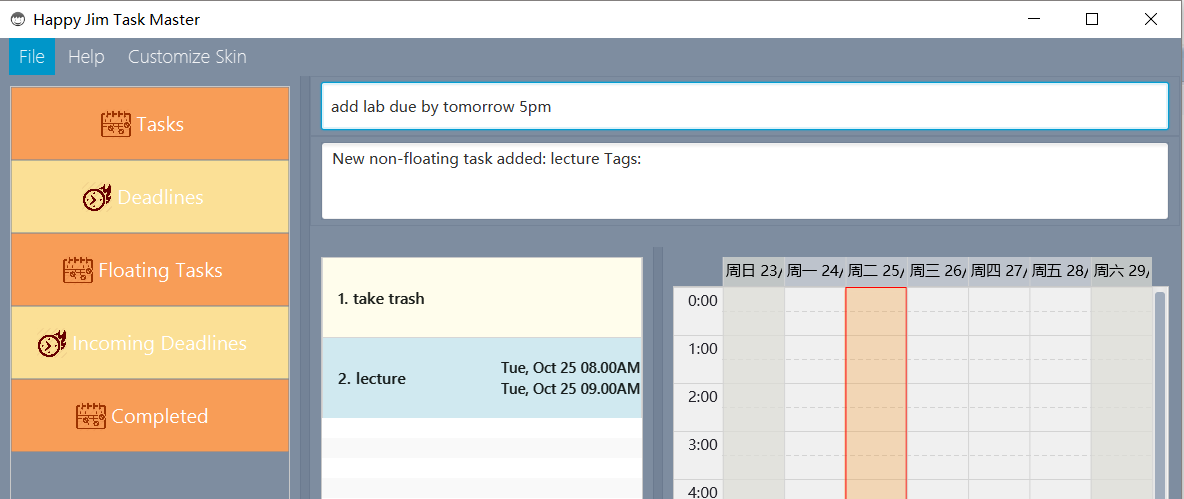 Happy Jim Task Master
File Help Customize Skin
Tasks
Deadlines
Floating Tasks
Incoming Deadlines
Completed
add lab due by tomorrow 5pm
New non-floating task added: lecture Tags:
1. take trash
2. lecture
Tue, Oct 25 08.00AM
Tue, Oct 25 09.00AM
周日 23/ 周一 24/ 周二 25/ 周三 26/ 周四 27/ 周五 28/ 周六 29/
0:00
1:00
2:00
3:00
4:00